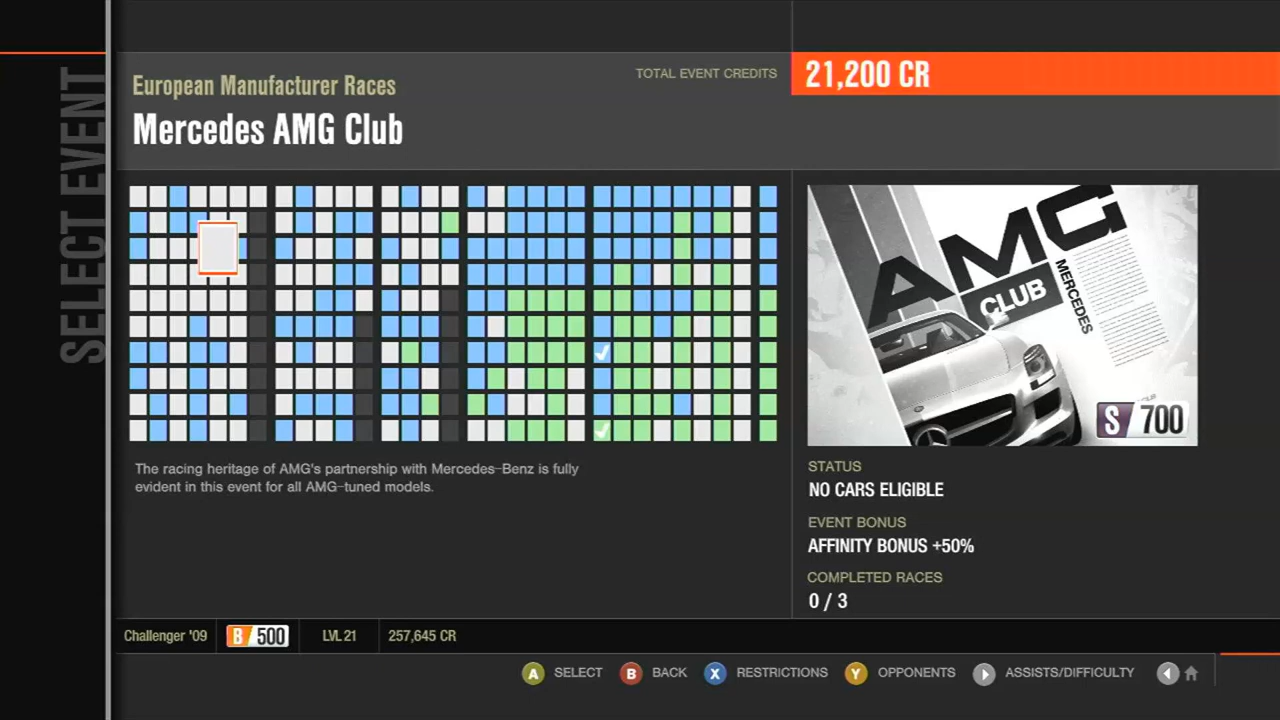 SELECT EVENT
European Manufacturer Races
Mercedes AMG Club
TOTAL EVENT CREDITS
21,200 CR
AMG
CLUB
MERCEDES
S 700
The racing heritage of AMG's partnership with Mercedes-Benz is fully
evident in this event for all AMG-tuned models.
STATUS
NO CARS ELIGIBLE
EVENT BONUS
AFFINITY BONUS +50%
COMPLETED RACES
0 / 3
Challenger '09 B 500 LVL 21 257,645 CR
A SELECT B BACK X RESTRICTIONS Y OPPONENTS ASSISTS/DIFFICULTY